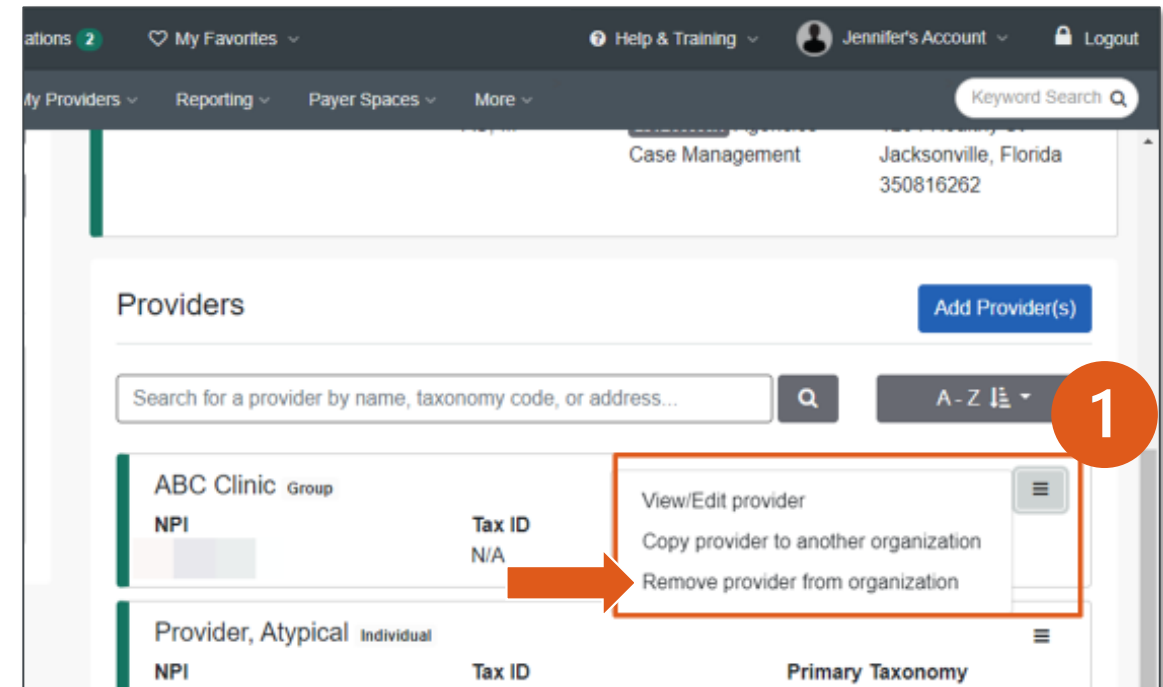 ations 2 My Favorites Help & Training Jennifer's Account Logout
My Providers Reporting Payer Spaces More Keyword Search
Case Management Jacksonville, Florida
350816262
Providers Add Provider(s)
Search for a provider by name, taxonomy code, or address... A - Z
1
ABC Clinic Group
NPI Tax ID
N/A
View/Edit provider
Copy provider to another organization
Remove provider from organization
Provider, Atypical Individual
NPI Tax ID Primary Taxonomy